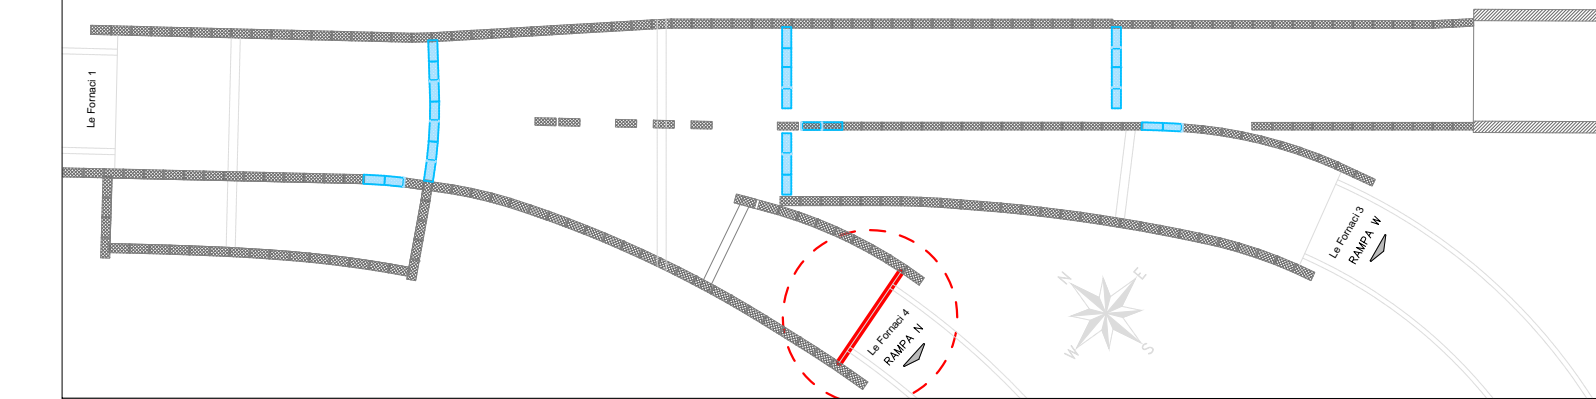 Le Fornaci 1
Le Fornaci 4
RAMPA N
Le Fornaci 3
RAMPA W
N
E
W
S